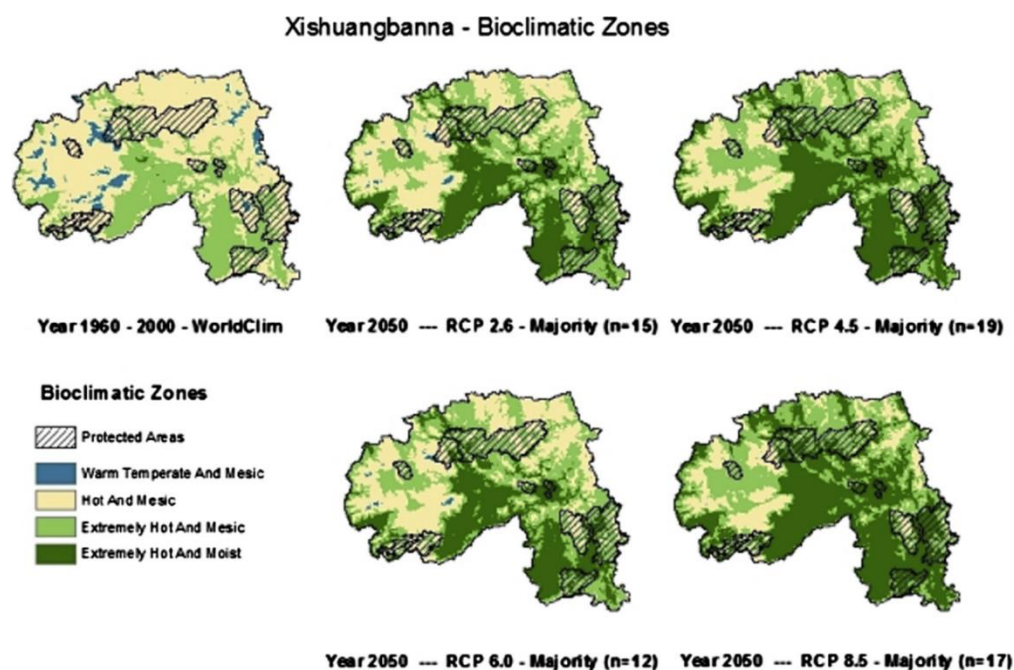 Xishuangbanna - Bioclimatic Zones
Year 1960 - 2000 - WorldClim
Year 2050 --- RCP 2.6 - Majority (n=15)
Year 2050 --- RCP 4.5 - Majority (n=19)
Bioclimatic Zones
Protected Areas
Warm Temperate And Mesic
Hot And Mesic
Extremely Hot And Mesic
Extremely Hot And Moist
Year 2050 --- RCP 6.0 - Majority (n=12)
Year 2050 --- RCP 8.5 - Majority (n=17)